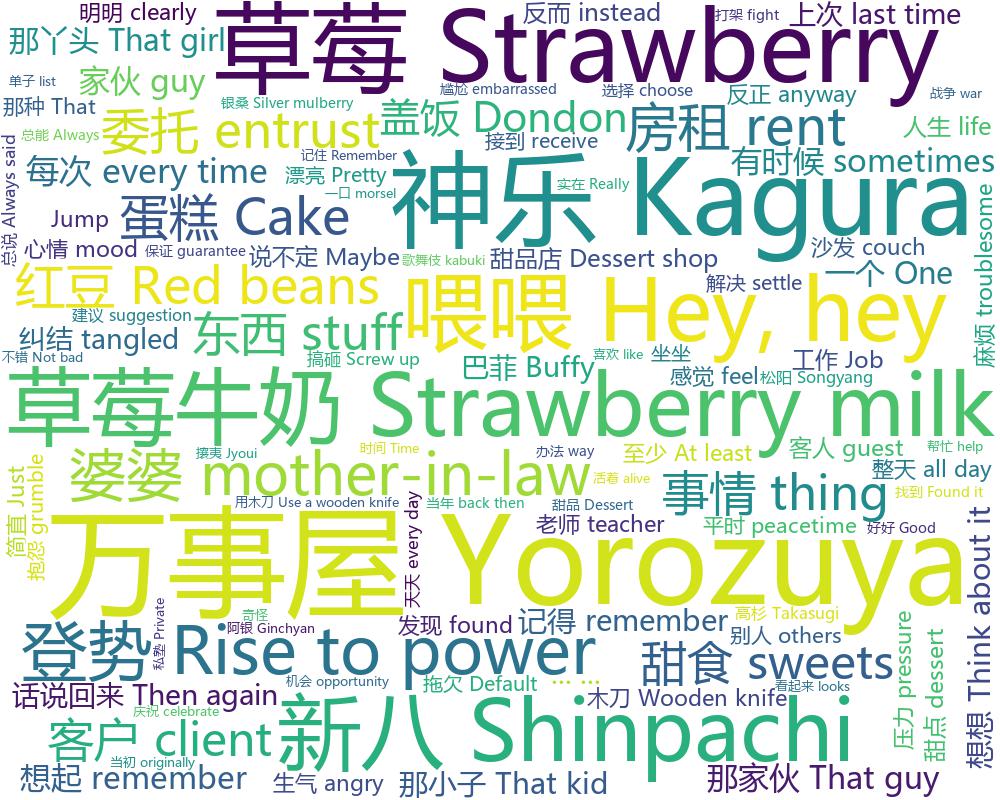 明明 clearly
反而 instead
打架 fight
上次 last time
那丫头 That girl
草莓 Strawberry
家伙 guy
单子 list
银桑 Silver mulberry
尴尬 embarrassed
选择 choose
反正 anyway
战争 war
那种 That
总能 Always
委托 entrust
盖饭 Dondon
房租 rent
人生 life
接到 receive
总说 Always said
每次 every time
记住 Remember
漂亮 Pretty
一口 morsel
神乐 Kagura
实在 Really
有时候 sometimes
麻烦 troublesome
Jump
蛋糕 Cake
心情 mood
保证 guarantee
说不定 Maybe
歌舞伎 kabuki
甜品店 Dessert shop
沙发 couch
解决 settle
一个 One
红豆 Red beans
喂喂 Hey, hey
建议 suggestion
纠结 tangled
东西 stuff
不错 Not bad
搞砸 Screw up
巴菲 Buffy
喜欢 like
坐坐
工作 Job
感觉 feel
松阳 Songyang
草莓牛奶 Strawberry milk
攘夷 Jyoui
时间 Time
办法 way
至少 At least
客人 guest
帮忙 help
简直 Just
抱怨 grumble
婆婆 mother-in-law
活着 alive
事情 thing
整天 all day
找到 Found it
用木刀 Use a wooden knife
当年 back then
甜品 Dessert
天天 every day
老师 teacher
平时 peacetime
好好 Good
想想 Think about it
万事屋 Yorozuya
私塾 Private
奇怪
阿银 Ginchyan
发现 found
记得 remember
高杉 Takasugi
别人 others
登势 Rise to power
甜食 sweets
压力 pressure
甜点 dessert
话说回来 Then again
机会 opportunity
拖欠 Default
… …
木刀 Wooden knife
看起来 looks
庆祝 celebrate
客户 client
新八 Shinpachi
当初 originally
想起 remember
生气 angry
那小子 That kid
那家伙 That guy